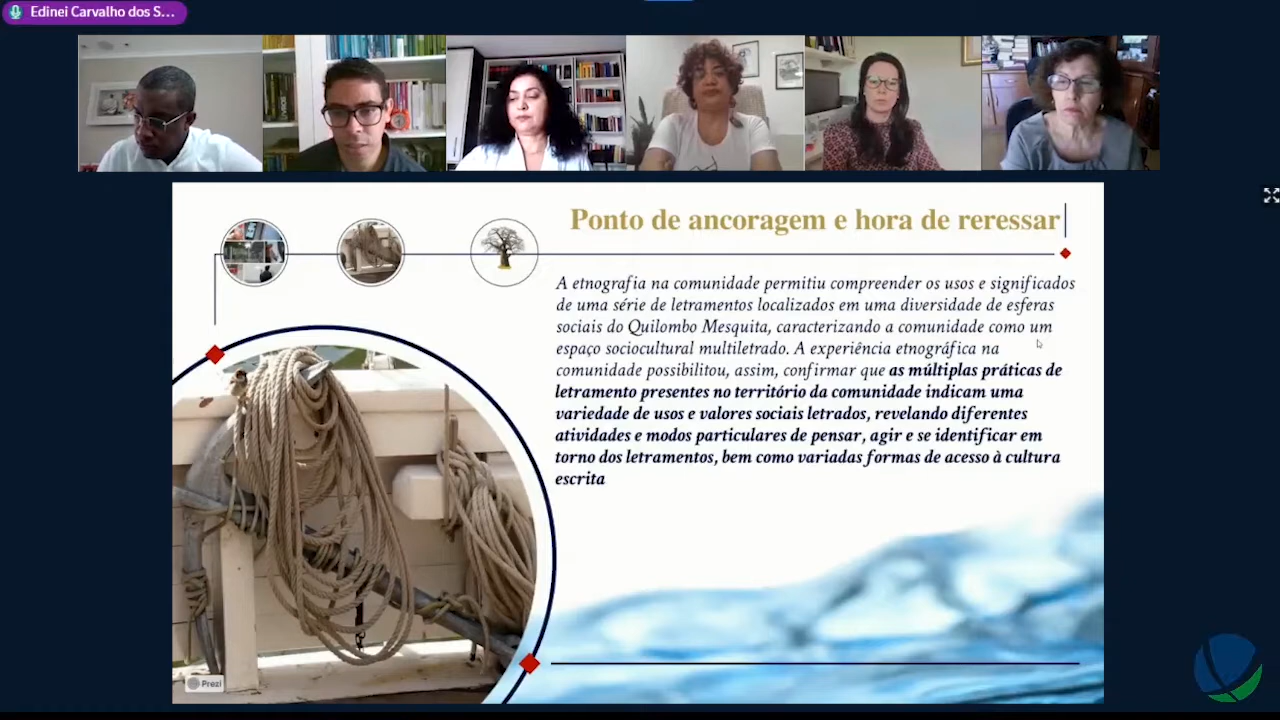 Edinei Carvalho dos S...
Ponto de ancoragem e hora de reressar
A etnografia na comunidade permitiu compreender os usos e significados
de uma série de letramentos localizados em uma diversidade de esferas
sociais do Quilombo Mesquita, caracterizando a comunidade como um
espaço sociocultural multiletrado. A experiência etnográfica na
comunidade possibilitou, assim, confirmar que as múltiplas práticas de
letramento presentes no território da comunidade indicam uma
variedade de usos e valores sociais letrados, revelando diferentes
atividades e modos particulares de pensar, agir e se identificar em
torno dos letramentos, bem como variadas formas de acesso à cultura
escrita
Prezi